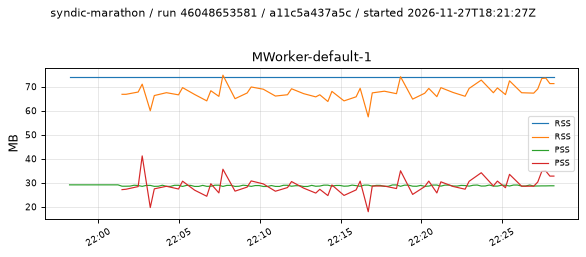 syndic-marathon / run 46048653581 / a11c5a437a5c / started 2026-11-27T18:21:27Z
MWorker-default-1
MB
70
60
50
40
30
20
RSS
RSS
PSS
PSS
22:00
22:05
22:10
22:15
22:20
22:25